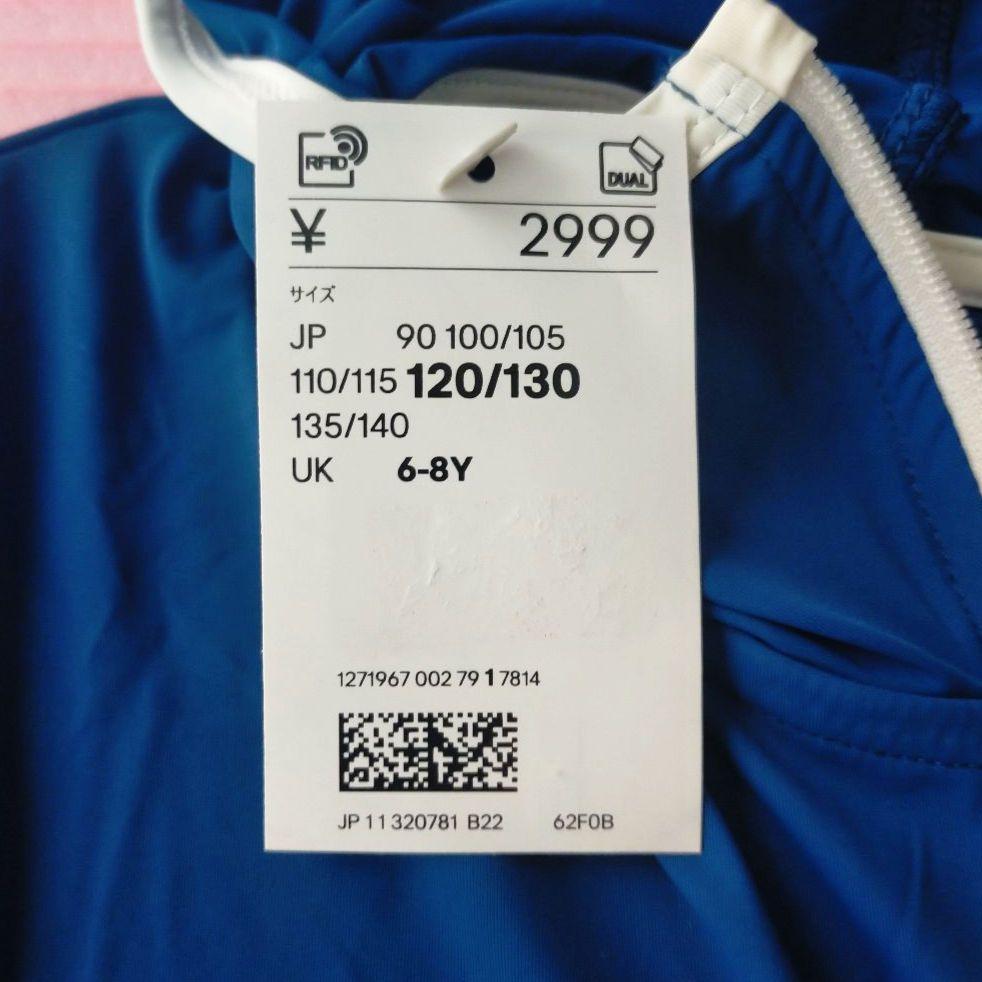 RFID
DUAL
¥ 2999
サイズ
JP 90 100/105
110/115 120/130
135/140
UK 6-8Y
1271967 002 79 1 7814
JP 11 320781 B22 62F0B